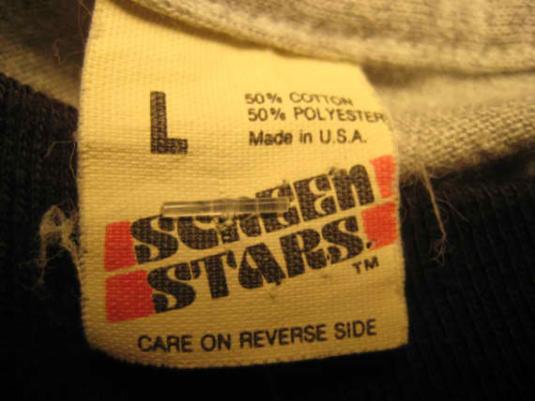 L
50% COTTON
50% POLYESTER
Made in U.S.A.
SCREEN
STARS.
TM
CARE ON REVERSE SIDE